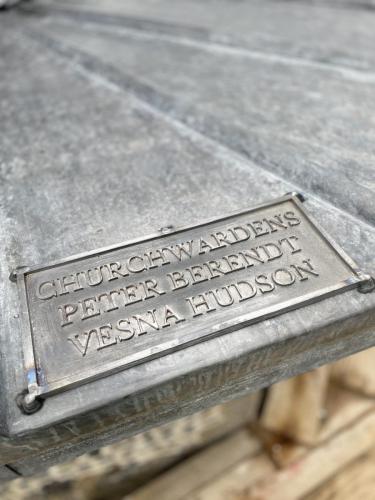 CHURCHWARDENS
PETER BERENDT
VESNA HUDSON